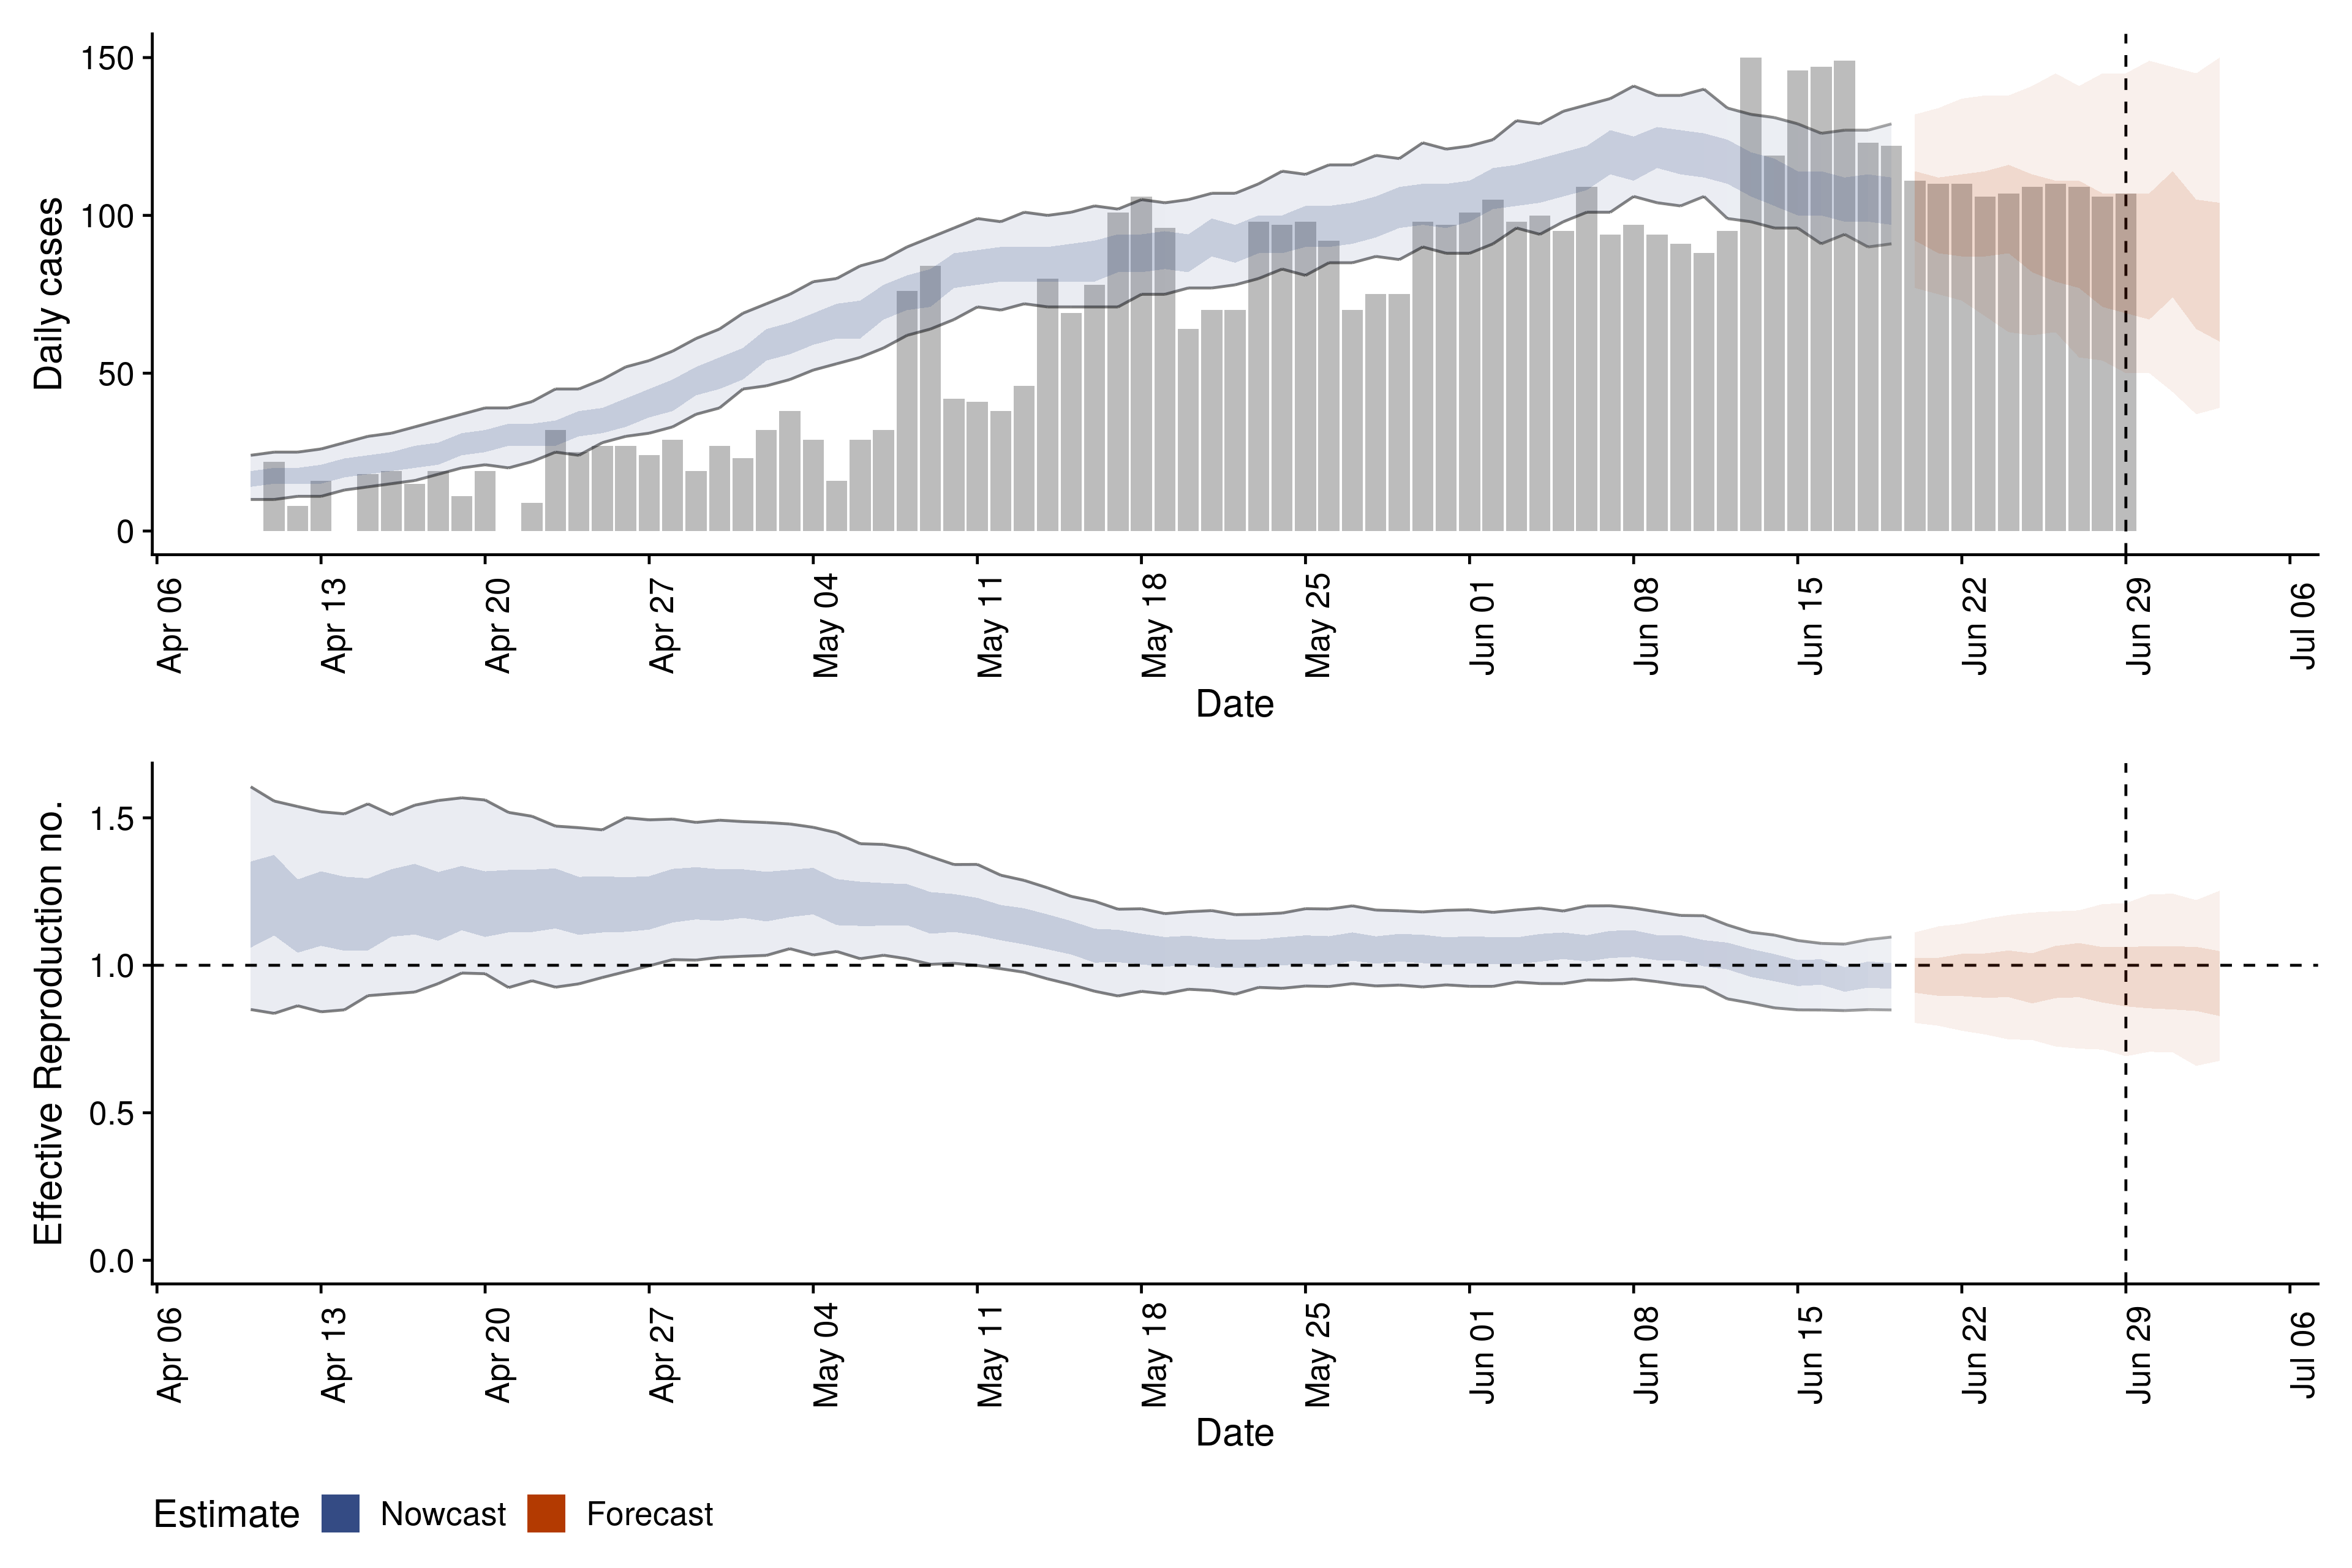 Daily cases
150
100
50
0
Apr 06
Apr 13
Apr 20
Apr 27
May 04
May 11
May 18
May 25
Jun 01
Jun 08
Jun 15
Jun 22
Jun 29
Jul 06
Date
Effective Reproduction no.
1.5
1.0
0.5
0.0
Apr 06
Apr 13
Apr 20
Apr 27
May 04
May 11
May 18
May 25
Jun 01
Jun 08
Jun 15
Jun 22
Jun 29
Jul 06
Date
Estimate Nowcast Forecast